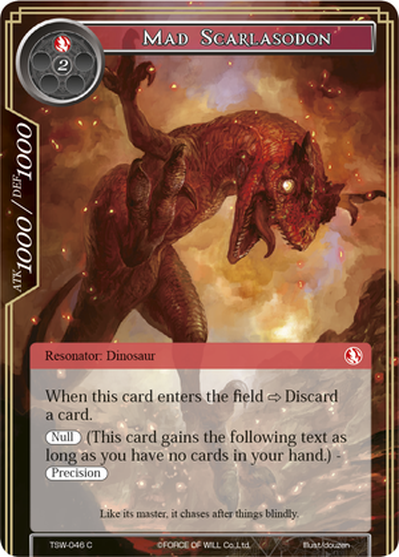 Mad Scarlasodon
2
ATK 1000 / DEF 1000
Resonator: Dinosaur
When this card enters the field ⇨ Discard
a card.
Null (This card gains the following text as
long as you have no cards in your hand.) -
Precision
Like its master, it chases after things blindly.
TSW-046 C ©FORCE OF WILL Co.,Ltd. Illust/douzen